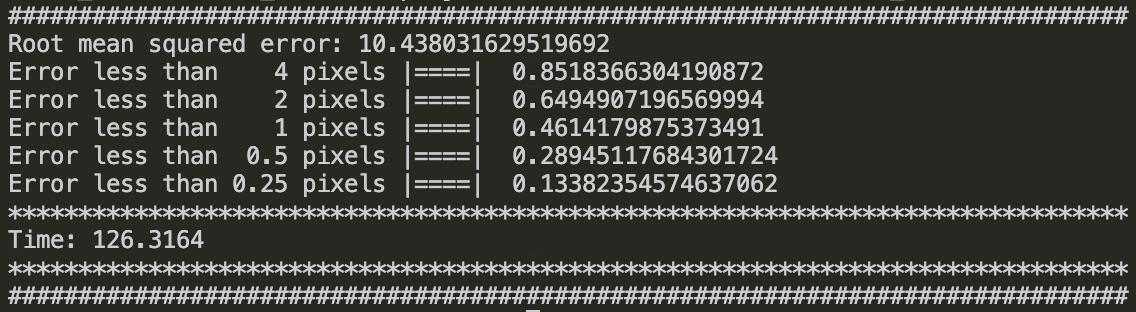 ################################################################################
Root mean squared error: 10.438031629519692
Error less than    4 pixels |====|  0.8518366304190872
Error less than    2 pixels |====|  0.6494907196569994
Error less than    1 pixels |====|  0.4614179875373491
Error less than  0.5 pixels |====|  0.28945117684301724
Error less than 0.25 pixels |====|  0.13382354574637062
********************************************************************************
Time: 126.3164
********************************************************************************
################################################################################